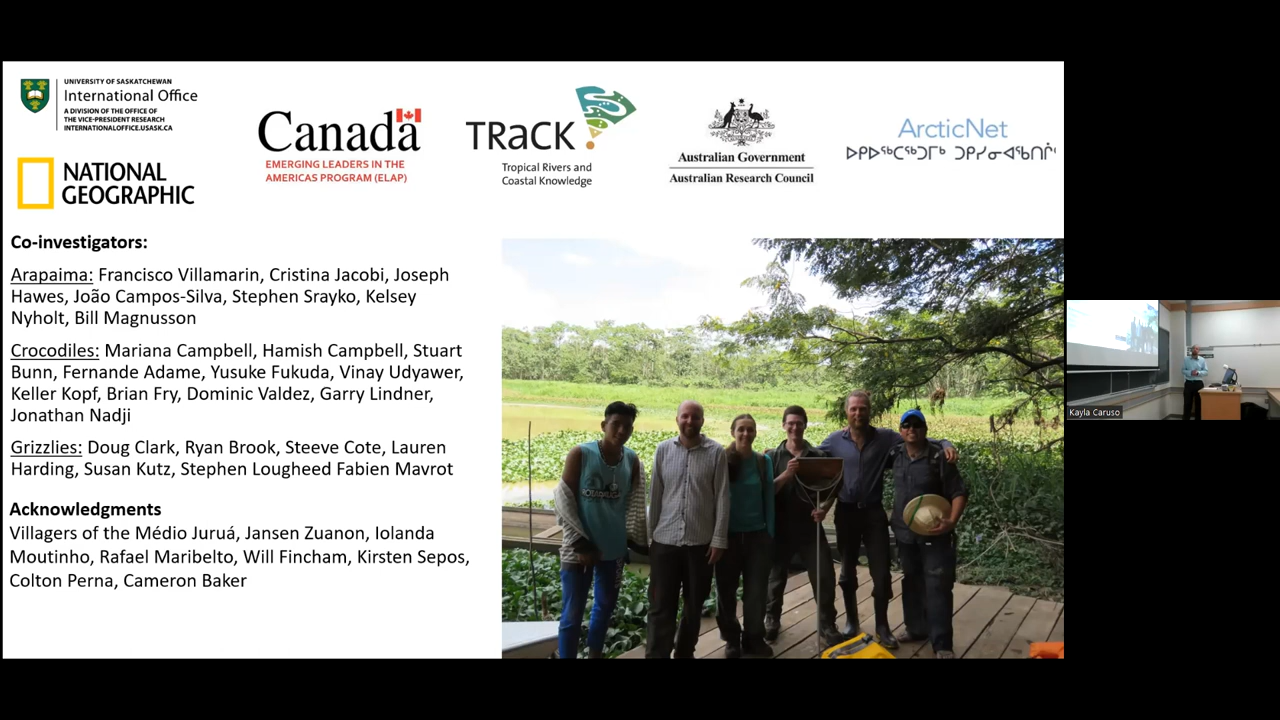 UNIVERSITY OF SASKATCHEWAN
International Office
A DIVISION OF THE OFFICE OF
THE VICE-PRESIDENT RESEARCH
INTERNATIONALOFFICE.USASK.CA
NATIONAL
GEOGRAPHIC
Canada
EMERGING LEADERS IN THE
AMERICAS PROGRAM (ELAP)
TRaCK
Tropical Rivers and
Coastal Knowledge
Australian Government
Australian Research Council
ArcticNet
ᐅᑭᐅᖅᑕᖅᑐᒥᒃ ᑐᑭᓯᓂᐊᖃᑎᒌ
Co-investigators:
Arapaima: Francisco Villamarin, Cristina Jacobi, Joseph
Hawes, João Campos-Silva, Stephen Srayko, Kelsey
Nyholt, Bill Magnusson
Crocodiles: Mariana Campbell, Hamish Campbell, Stuart
Bunn, Fernande Adame, Yusuke Fukuda, Vinay Udyawer,
Keller Kopf, Brian Fry, Dominic Valdez, Garry Lindner,
Jonathan Nadji
Grizzlies: Doug Clark, Ryan Brook, Steeve Cote, Lauren
Harding, Susan Kutz, Stephen Lougheed Fabien Mavrot
Acknowledgments
Villagers of the Médio Juruá, Jansen Zuanon, Iolanda
Moutinho, Rafael Maribelto, Will Fincham, Kirsten Sepos,
Colton Perna, Cameron Baker
Kayla Caruso